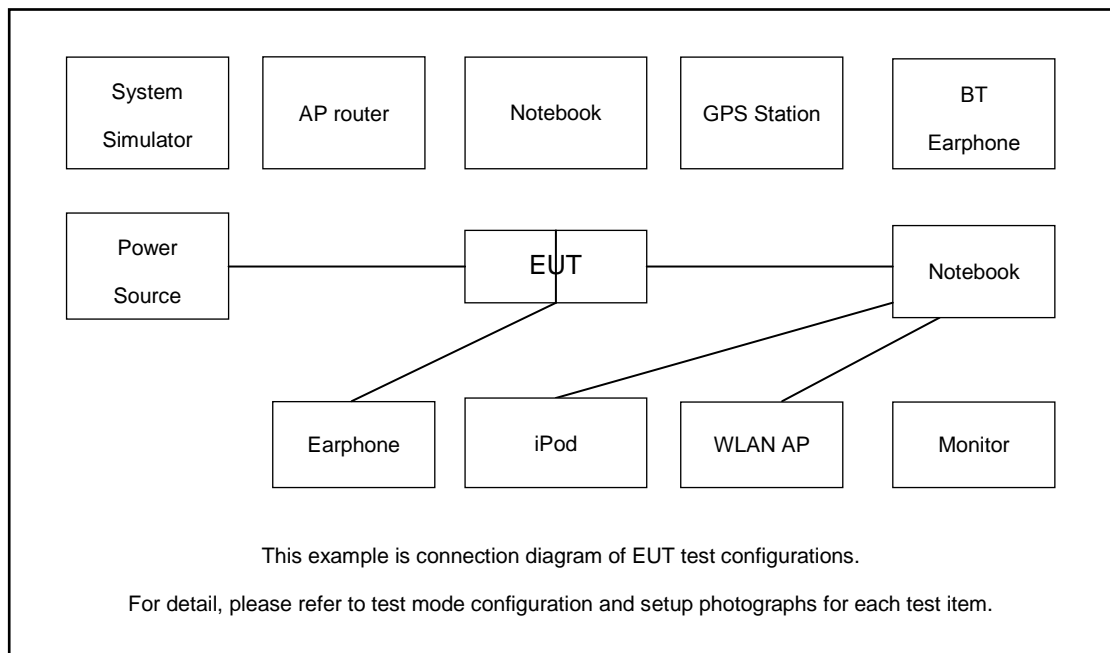 System
Simulator
AP router
Notebook
GPS Station
BT
Earphone
Power
Source
EUT
Notebook
Earphone
iPod
WLAN AP
Monitor
This example is connection diagram of EUT test configurations.
For detail, please refer to test mode configuration and setup photographs for each test item.